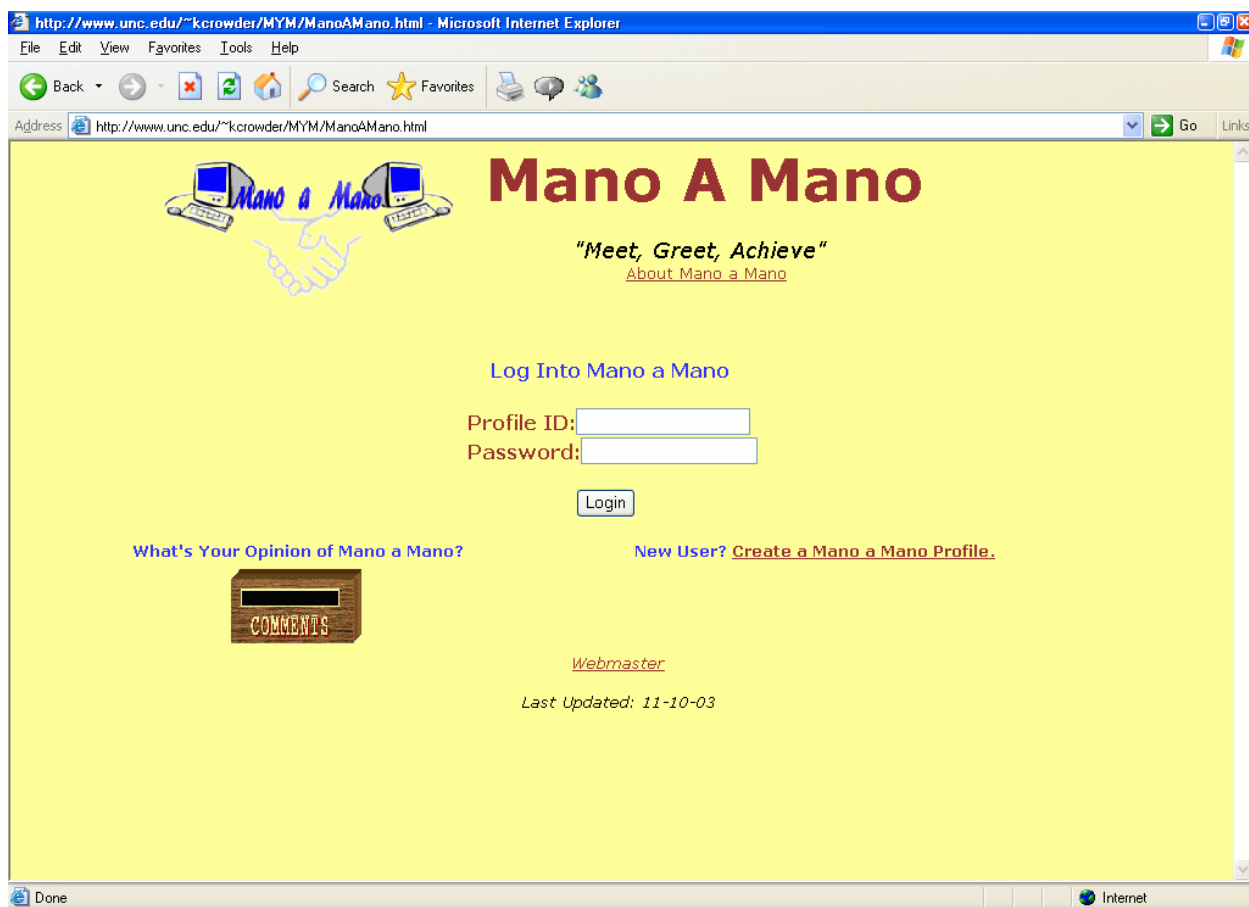 http://www.unc.edu/~kcrowder/MYM/ManoAMano.html - Microsoft Internet Explorer
File Edit View Favorites Tools Help
Back Search Favorites
Address http://www.unc.edu/~kcrowder/MYM/ManoAMano.html Go Links
Mano a Mano
Mano A Mano
"Meet, Greet, Achieve"
About Mano a Mano
Log Into Mano a Mano
Profile ID:
Password:
Login
What's Your Opinion of Mano a Mano?
New User? Create a Mano a Mano Profile.
COMMENTS
Webmaster
Last Updated: 11-10-03
Done Internet